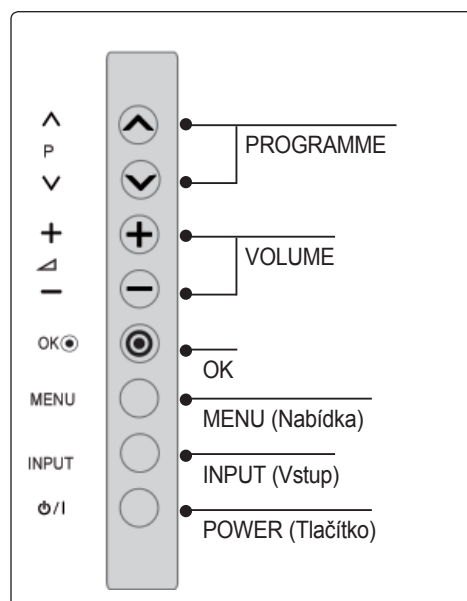 P
PROGRAMME
VOLUME
OK
OK
MENU
MENU (Nabídka)
INPUT
INPUT (Vstup)
⏻/I
POWER (Tlačítko)